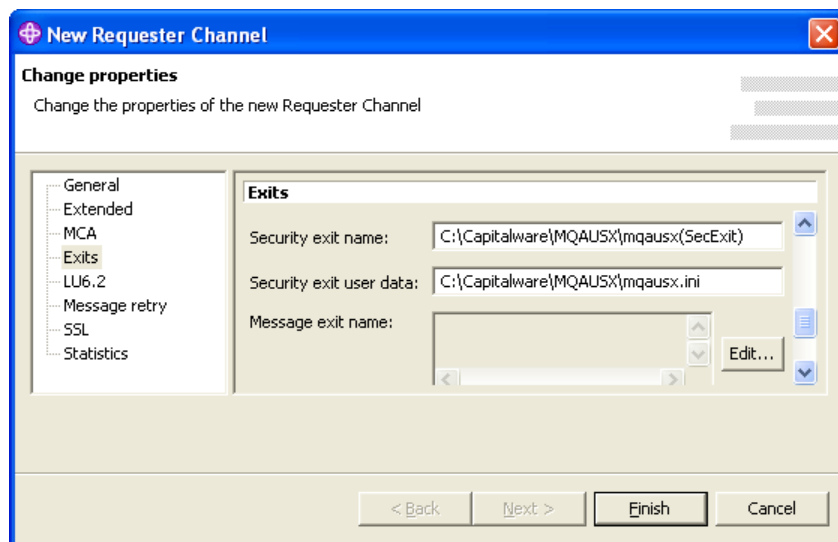 New Requester Channel
Change properties
Change the properties of the new Requester Channel
General
Extended
MCA
Exits
LU6.2
Message retry
SSL
Statistics
Exits
Security exit name: C:\Capitalware\MQAUSX\mqausx(SecExit)
Security exit user data: C:\Capitalware\MQAUSX\mqausx.ini
Message exit name:
Edit...
< Back Next > Finish Cancel